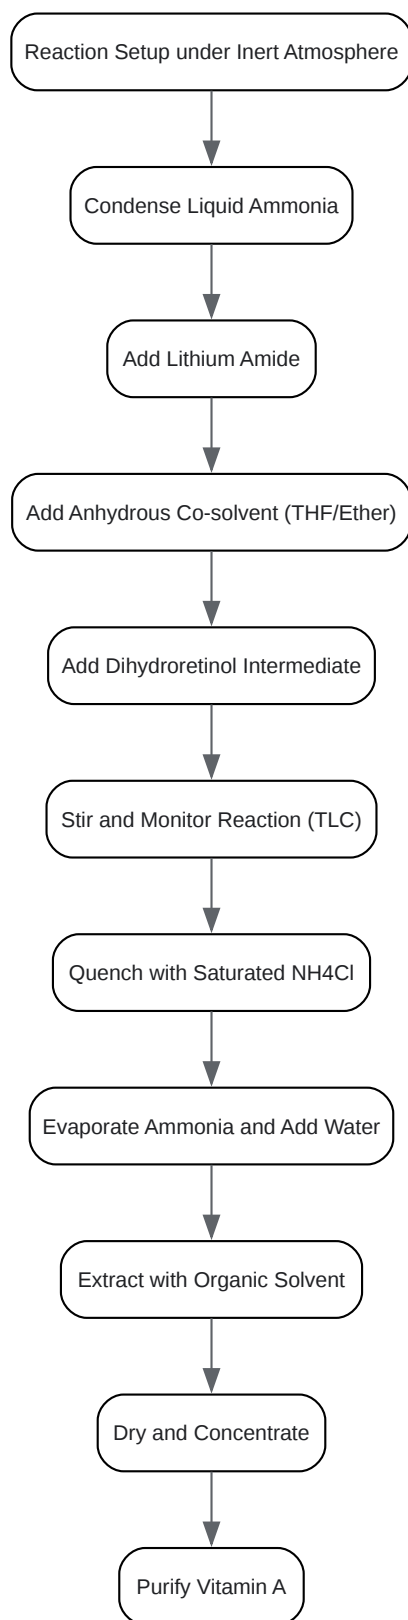 Reaction Setup under Inert Atmosphere
Condense Liquid Ammonia
Add Lithium Amide
Add Anhydrous Co-solvent (THF/Ether)
Add Dihydroretinol Intermediate
Stir and Monitor Reaction (TLC)
Quench with Saturated NH4Cl
Evaporate Ammonia and Add Water
Extract with Organic Solvent
Dry and Concentrate
Purify Vitamin A